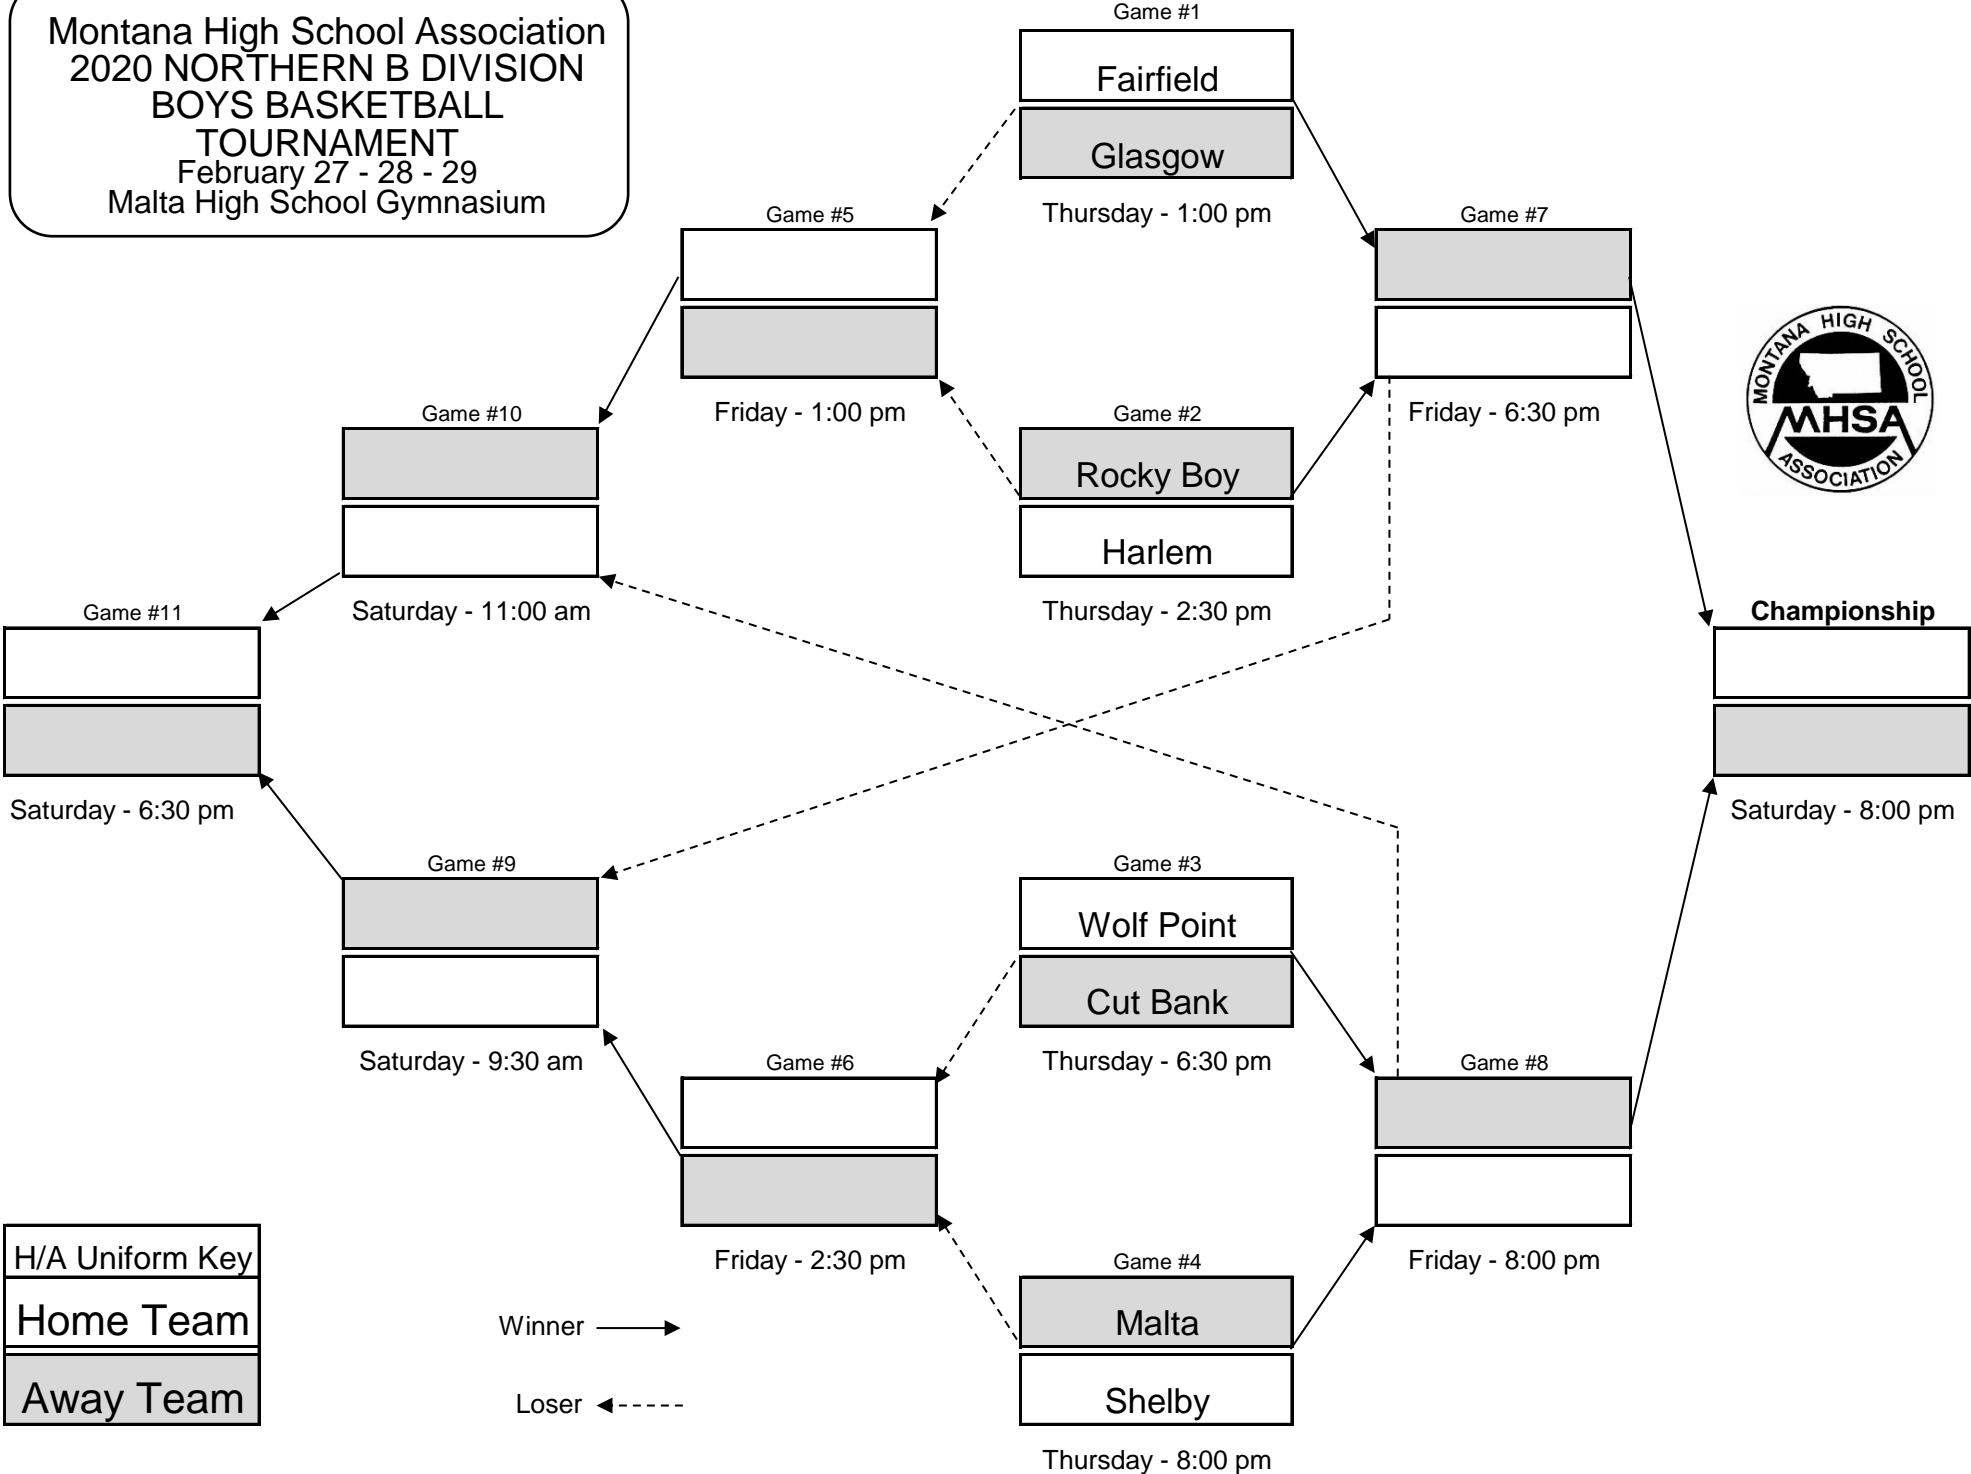 Montana High School Association
2020 NORTHERN B DIVISION
BOYS BASKETBALL
TOURNAMENT
February 27 - 28 - 29
Malta High School Gymnasium
Game #1
Fairfield
Glasgow
Thursday - 1:00 pm
Game #5
Friday - 1:00 pm
Game #7
Friday - 6:30 pm
MONTANA HIGH SCHOOL
MHSA
ASSOCIATION
Game #10
Saturday - 11:00 am
Game #2
Rocky Boy
Harlem
Thursday - 2:30 pm
Game #11
Saturday - 6:30 pm
Championship
Saturday - 8:00 pm
Game #9
Saturday - 9:30 am
Game #3
Wolf Point
Cut Bank
Thursday - 6:30 pm
Game #6
Friday - 2:30 pm
Game #8
Friday - 8:00 pm
Game #4
Malta
Shelby
Thursday - 8:00 pm
H/A Uniform Key
Home Team
Away Team
Winner
Loser